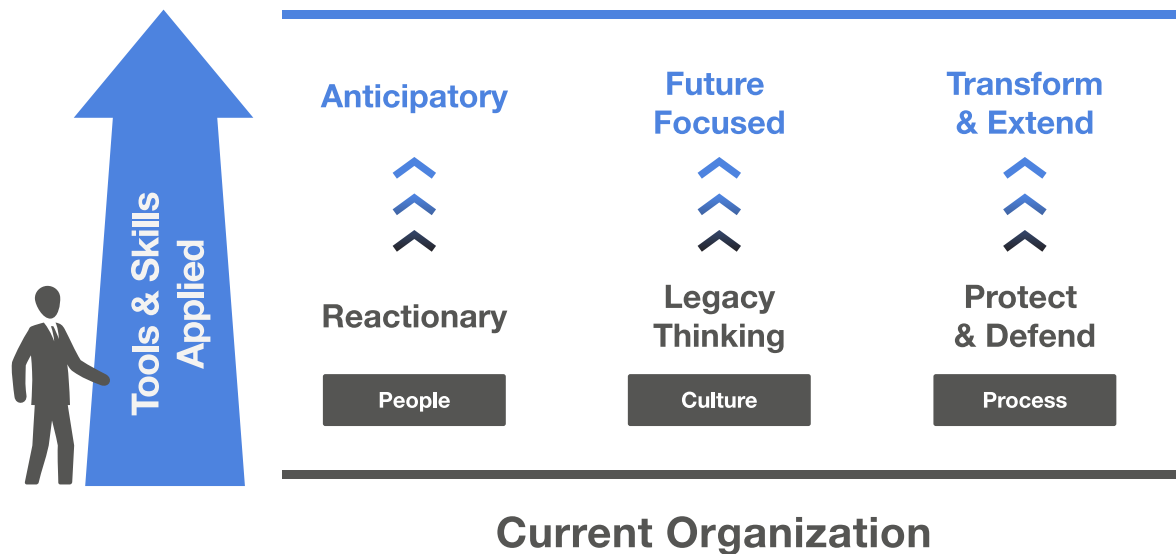 Tools & Skills
Applied
Anticipatory
Future
Focused
Transform
& Extend
Reactionary
Legacy
Thinking
Protect
& Defend
People
Culture
Process
Current Organization